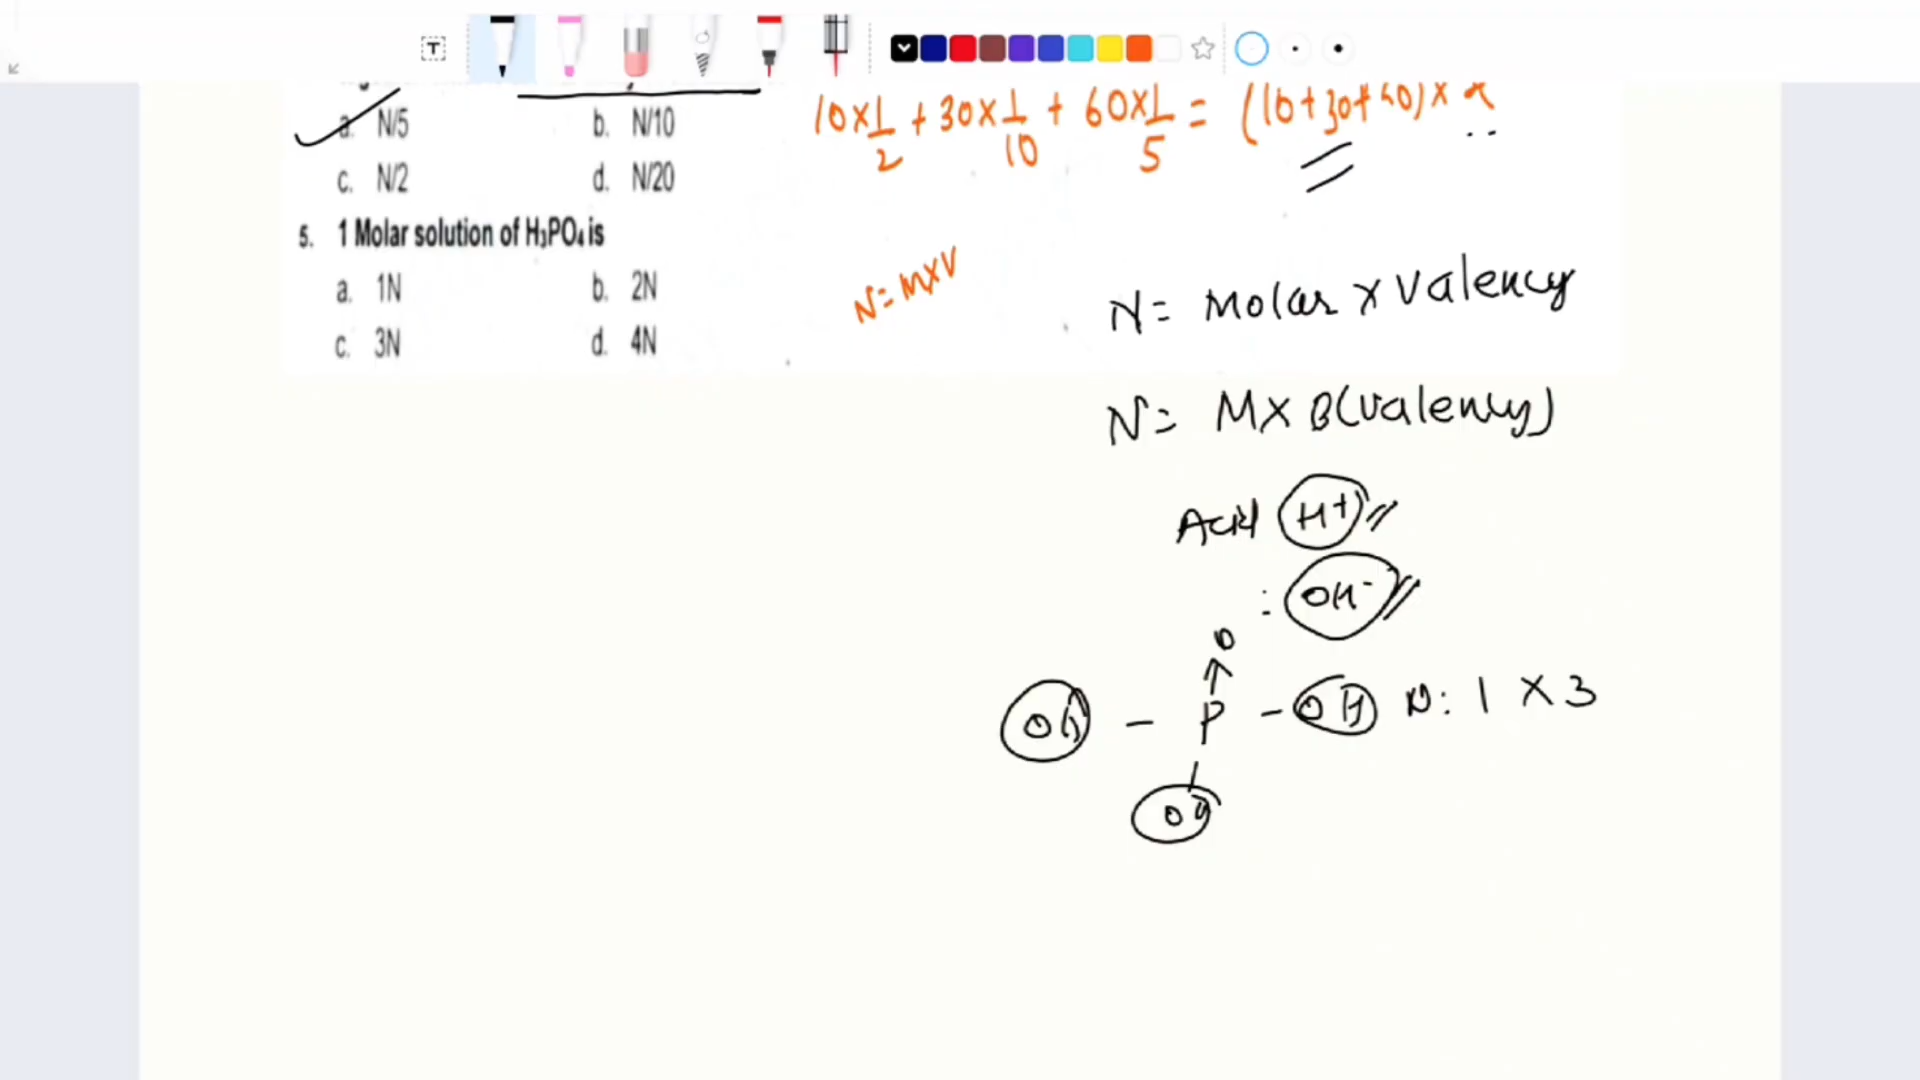 a. N/5 b. N/10
c. N/2 d. N/20
10×1/2 + 30×1/10 + 60×1/5 = (10+30+60)× x
5. 1 Molar solution of H₃PO₄ is
a. 1N b. 2N
c. 3N d. 4N
N= M×V
N= Molar × Valency
N= M× B(Valency)
Acid H+
: OH-
O
OH - P - OH N: 1 × 3
OH